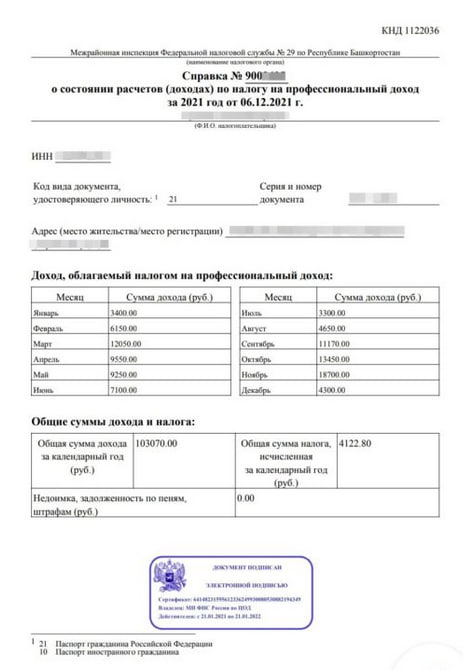 КНД 1122036
Межрайонная инспекция Федеральной налоговой службы № 29 по Республике Башкортостан
(наименование налогового органа)
Справка № 900
о состоянии расчетов (доходах) по налогу на профессиональный доход
за 2021 год от 06.12.2021 г.
(Ф.И.О. налогоплательщика)
ИНН
Код вида документа,
удостоверяющего личность: 1 21
Серия и номер
документа
Адрес (место жительства/место регистрации)
Доход, облагаемый налогом на профессиональный доход:
Месяц Сумма дохода (руб.)
Январь 3400.00
Февраль 6150.00
Март 12050.00
Апрель 9550.00
Май 9250.00
Июнь 7100.00
Месяц Сумма дохода (руб.)
Июль 3300.00
Август 4650.00
Сентябрь 11170.00
Октябрь 13450.00
Ноябрь 18700.00
Декабрь 4300.00
Общие суммы дохода и налога:
Общая сумма дохода
за календарный год
(руб.)
103070.00
Общая сумма налога,
исчисленная
за календарный год
(руб.)
4122.80
Недоимка, задолженность по пеням,
штрафам (руб.)
0.00
ДОКУМЕНТ ПОДПИСАН
ЭЛЕКТРОННОЙ ПОДПИСЬЮ
Сертификат:
Владелец: МИ ФНС России по ЦОД
Действителен: с 21.01.2021 по 21.01.2022
1 21 Паспорт гражданина Российской Федерации
10 Паспорт иностранного гражданина